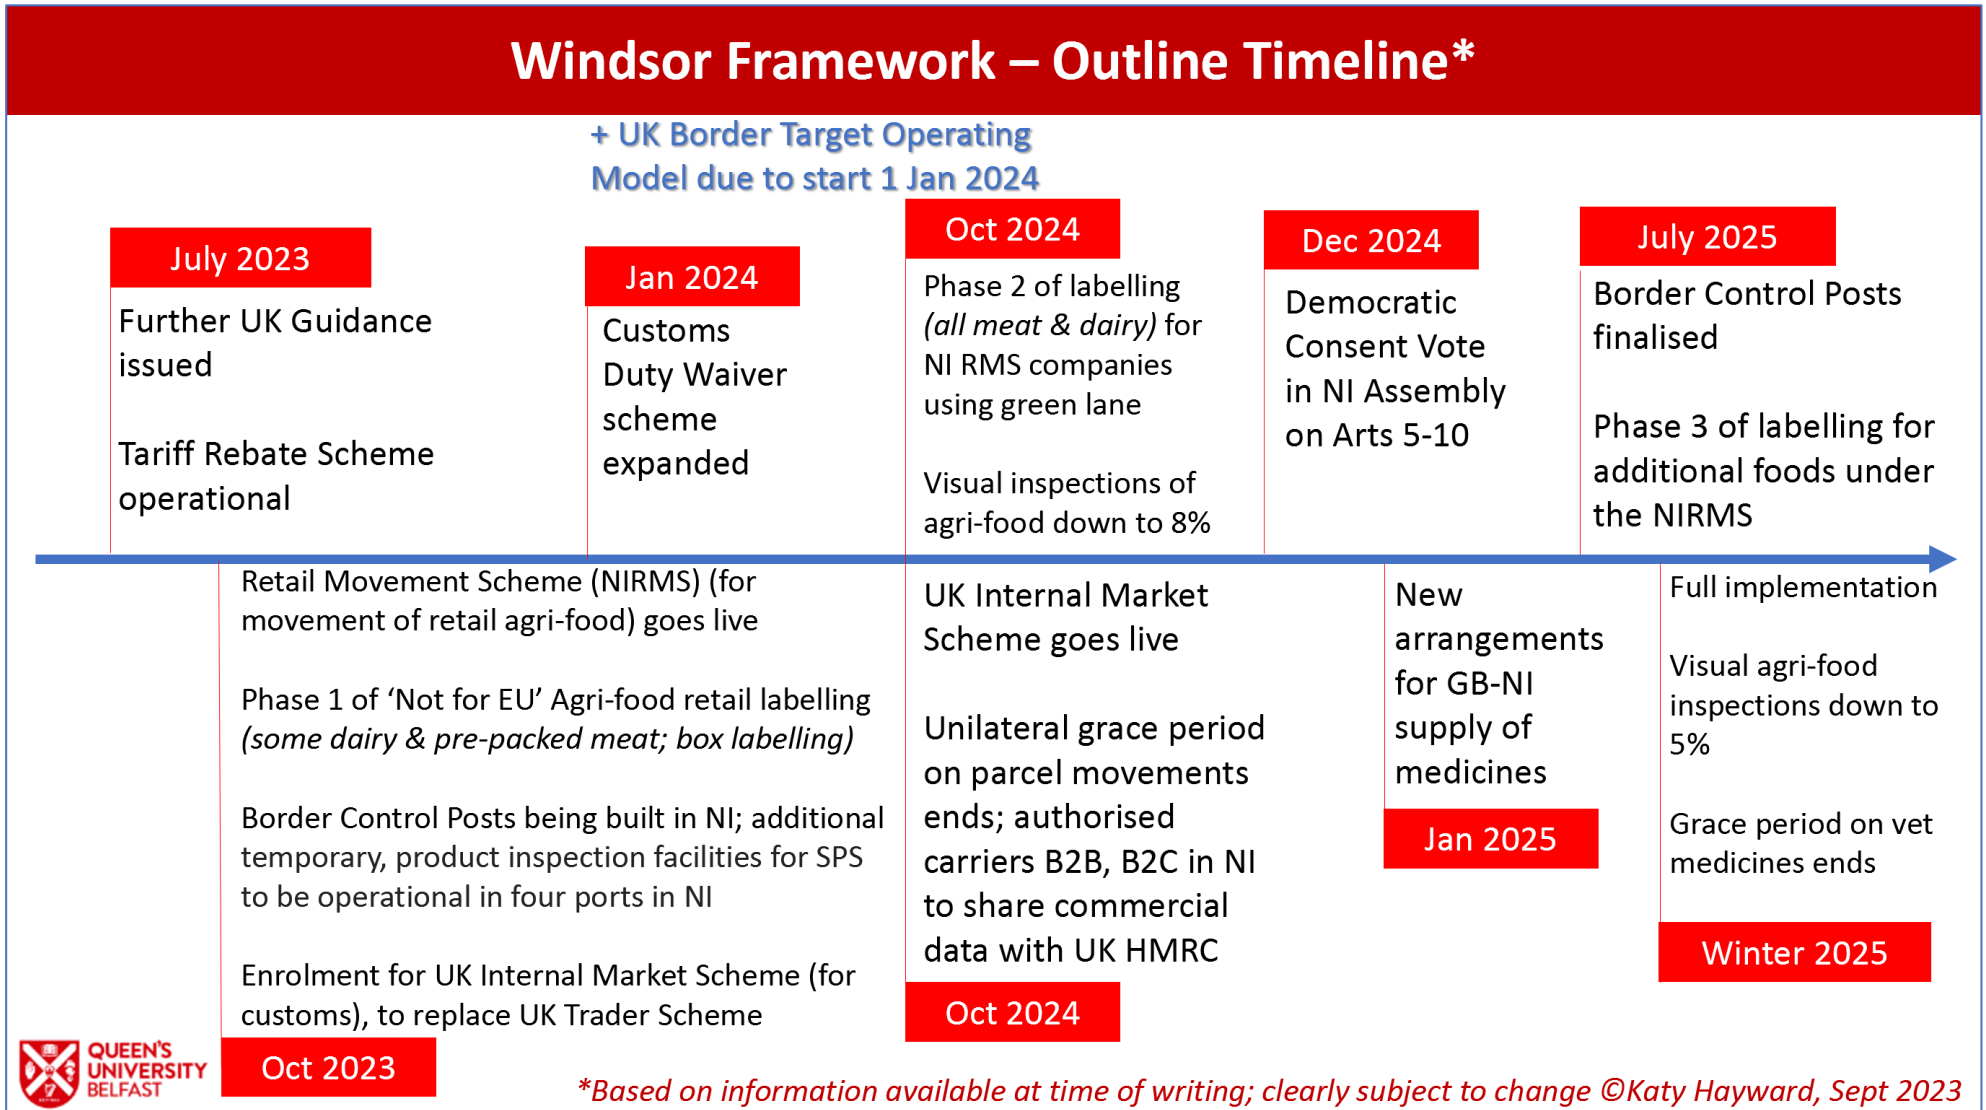 Windsor Framework – Outline Timeline*
+ UK Border Target Operating
Model due to start 1 Jan 2024
July 2023
Further UK Guidance
issued
Tariff Rebate Scheme
operational
Jan 2024
Customs
Duty Waiver
scheme
expanded
Oct 2024
Phase 2 of labelling
(all meat & dairy) for
NI RMS companies
using green lane
Visual inspections of
agri-food down to 8%
Dec 2024
Democratic
Consent Vote
in NI Assembly
on Arts 5-10
July 2025
Border Control Posts
finalised
Phase 3 of labelling for
additional foods under
the NIRMS
Retail Movement Scheme (NIRMS) (for
movement of retail agri-food) goes live
Phase 1 of ‘Not for EU’ Agri-food retail labelling
(some dairy & pre-packed meat; box labelling)
Border Control Posts being built in NI; additional
temporary, product inspection facilities for SPS
to be operational in four ports in NI
Enrolment for UK Internal Market Scheme (for
customs), to replace UK Trader Scheme
Oct 2023
UK Internal Market
Scheme goes live
Unilateral grace period
on parcel movements
ends; authorised
carriers B2B, B2C in NI
to share commercial
data with UK HMRC
Oct 2024
New
arrangements
for GB-NI
supply of
medicines
Jan 2025
Full implementation
Visual agri-food
inspections down to
5%
Grace period on vet
medicines ends
Winter 2025
QUEEN'S
UNIVERSITY
BELFAST
*Based on information available at time of writing; clearly subject to change ©Katy Hayward, Sept 2023